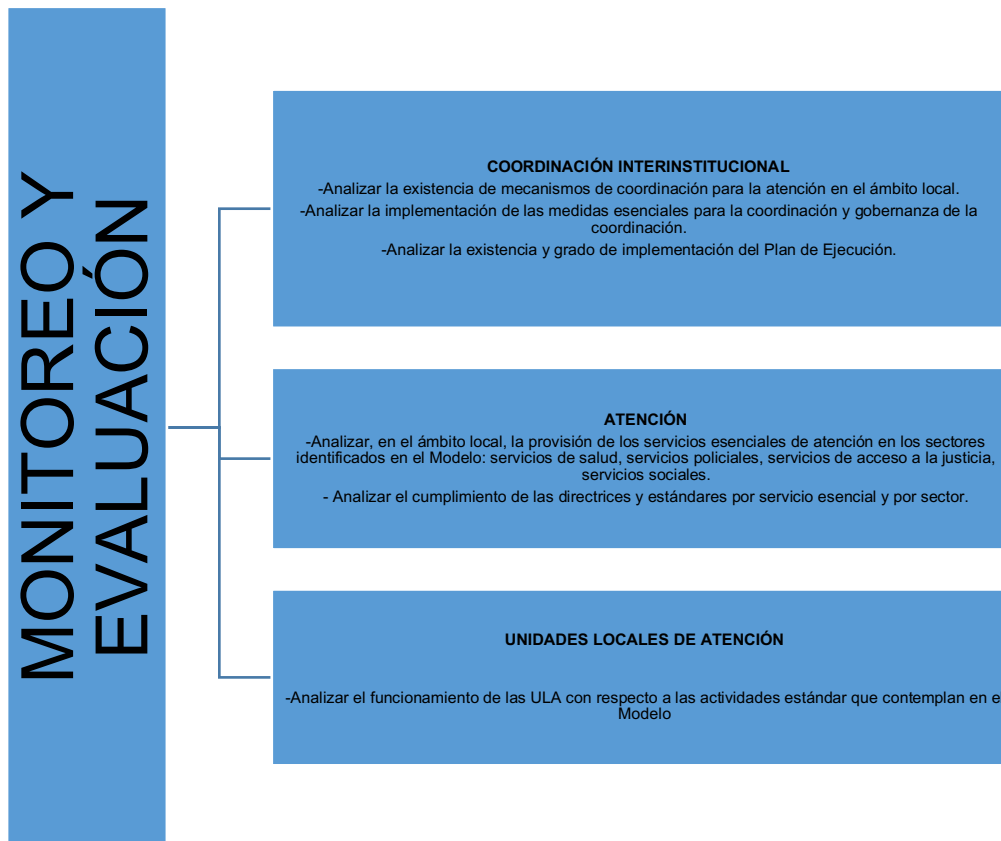 MONITOREO Y
EVALUACIÓN
COORDINACIÓN INTERINSTITUCIONAL
-Analizar la existencia de mecanismos de coordinación para la atención en el ámbito local.
-Analizar la implementación de las medidas esenciales para la coordinación y gobernanza de la
coordinación.
-Analizar la existencia y grado de implementación del Plan de Ejecución.
ATENCIÓN
-Analizar, en el ámbito local, la provisión de los servicios esenciales de atención en los sectores
identificados en el Modelo: servicios de salud, servicios policiales, servicios de acceso a la justicia,
servicios sociales.
- Analizar el cumplimiento de las directrices y estándares por servicio esencial y por sector.
UNIDADES LOCALES DE ATENCIÓN
-Analizar el funcionamiento de las ULA con respecto a las actividades estándar que contemplan en e
Modelo